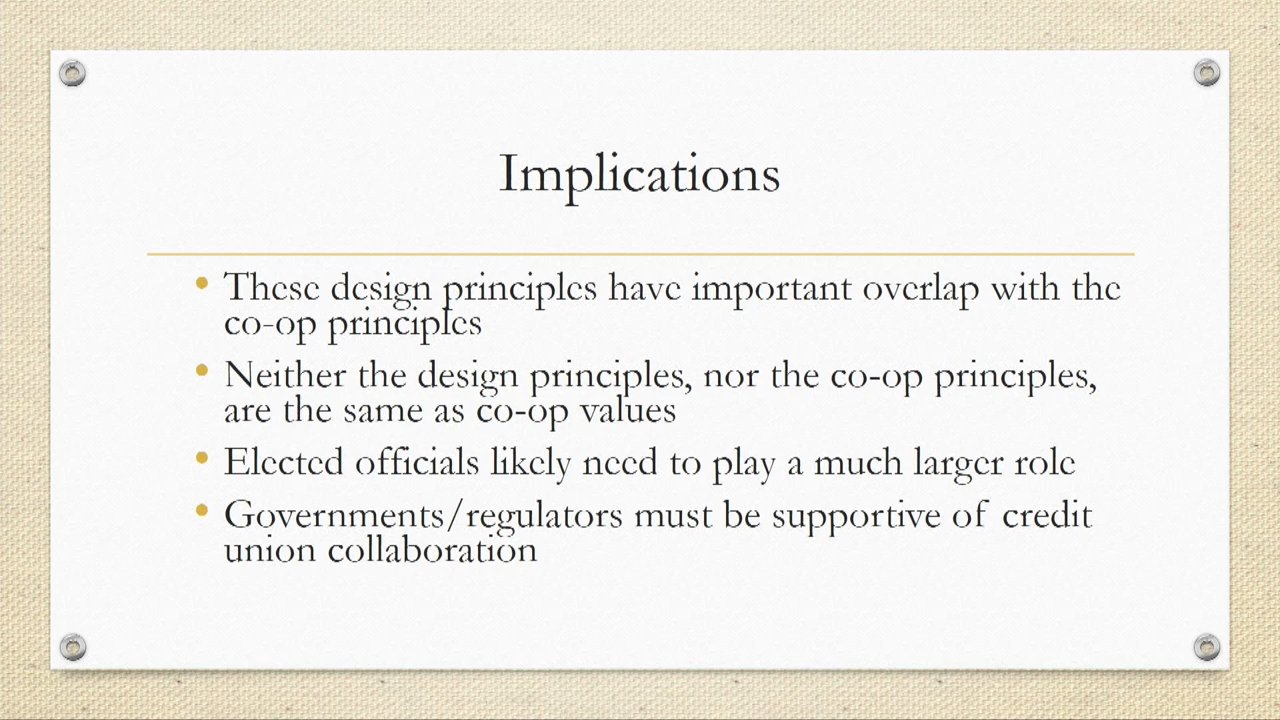 Implications
• These design principles have important overlap with the
co-op principles
• Neither the design principles, nor the co-op principles,
are the same as co-op values
• Elected officials likely need to play a much larger role
• Governments/regulators must be supportive of credit
union collaboration